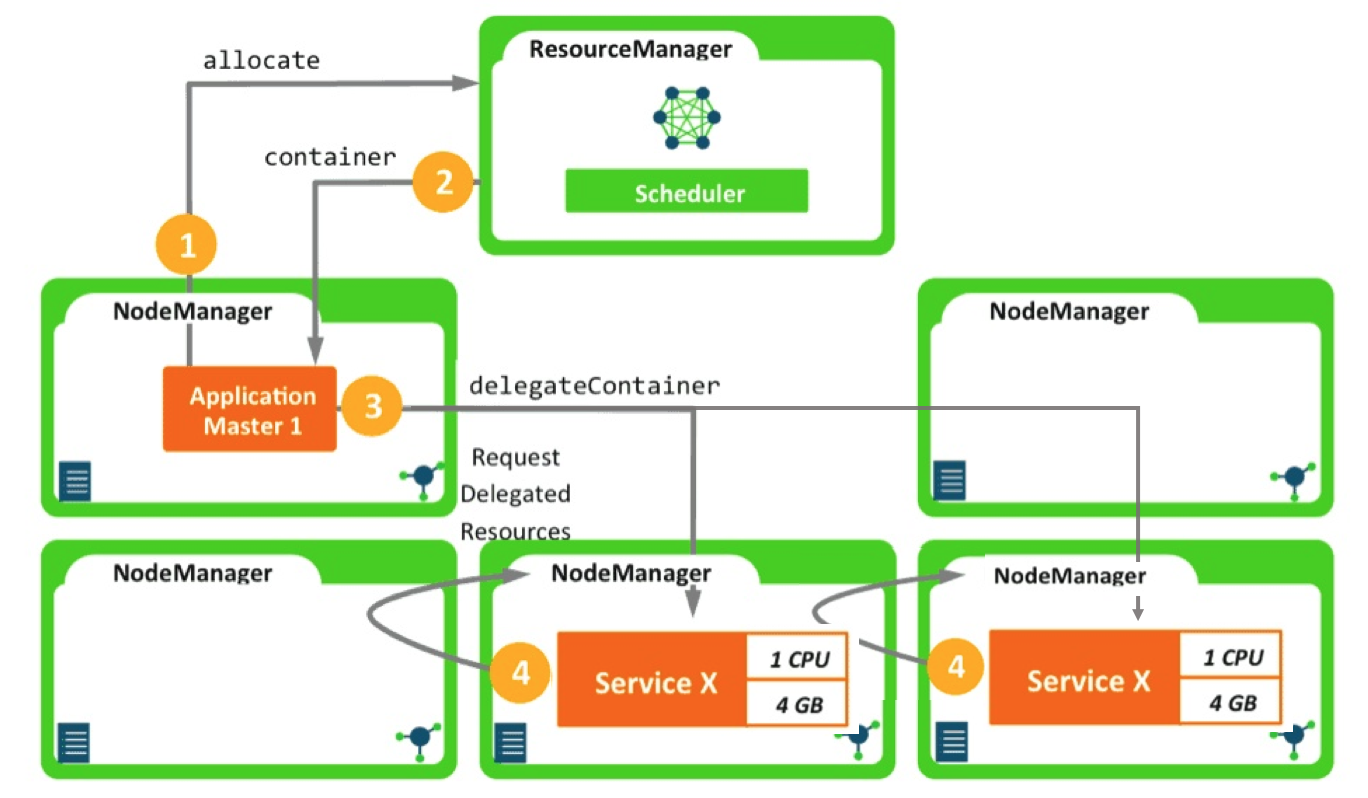 ResourceManager
allocate
container
2
Scheduler
1
NodeManager
NodeManager
Application
Master 1
3
delegateContainer
Request
Delegated
Resources
NodeManager
NodeManager
NodeManager
4
Service X
1 CPU
4 GB
4
Service X
1 CPU
4 GB